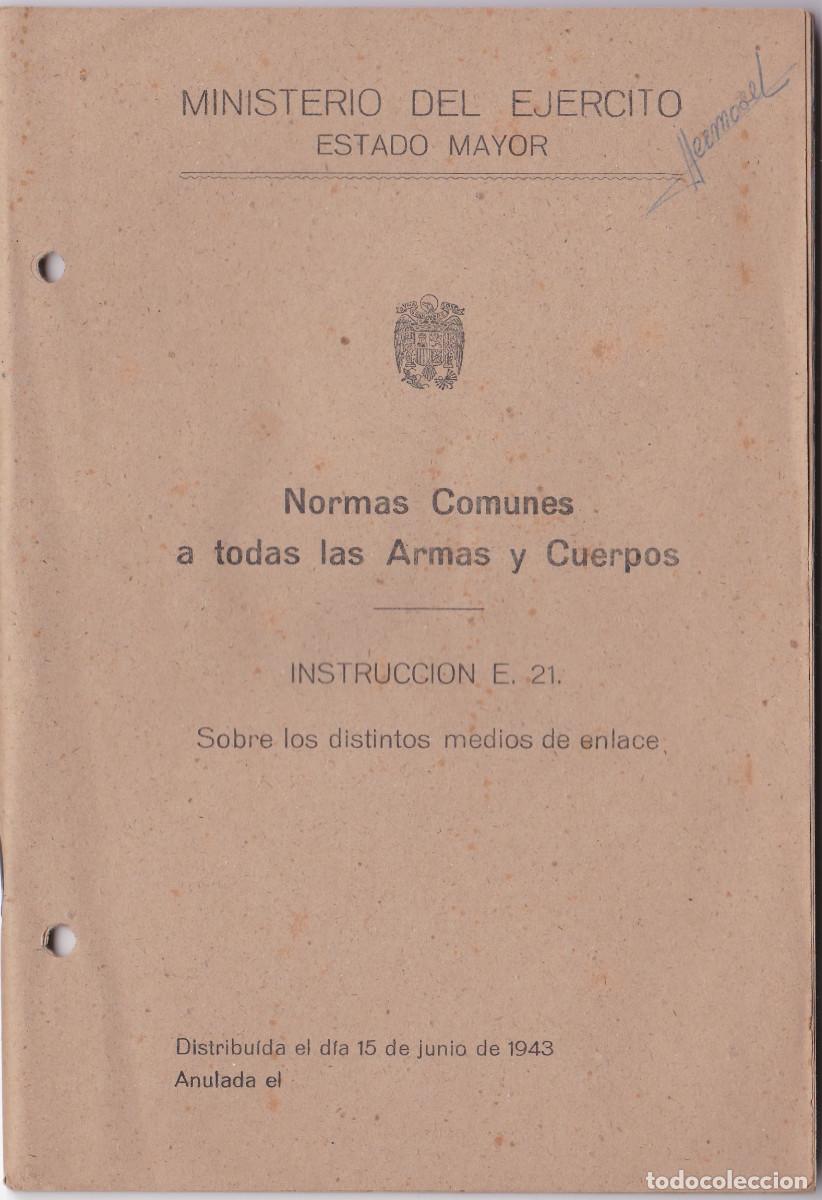 MINISTERIO DEL EJERCITO
ESTADO MAYOR
Hermosel
Normas Comunes
a todas las Armas y Cuerpos
INSTRUCCION E. 21.
Sobre los distintos medios de enlace
Distribuída el día 15 de junio de 1943
Anulada el
todocoleccion